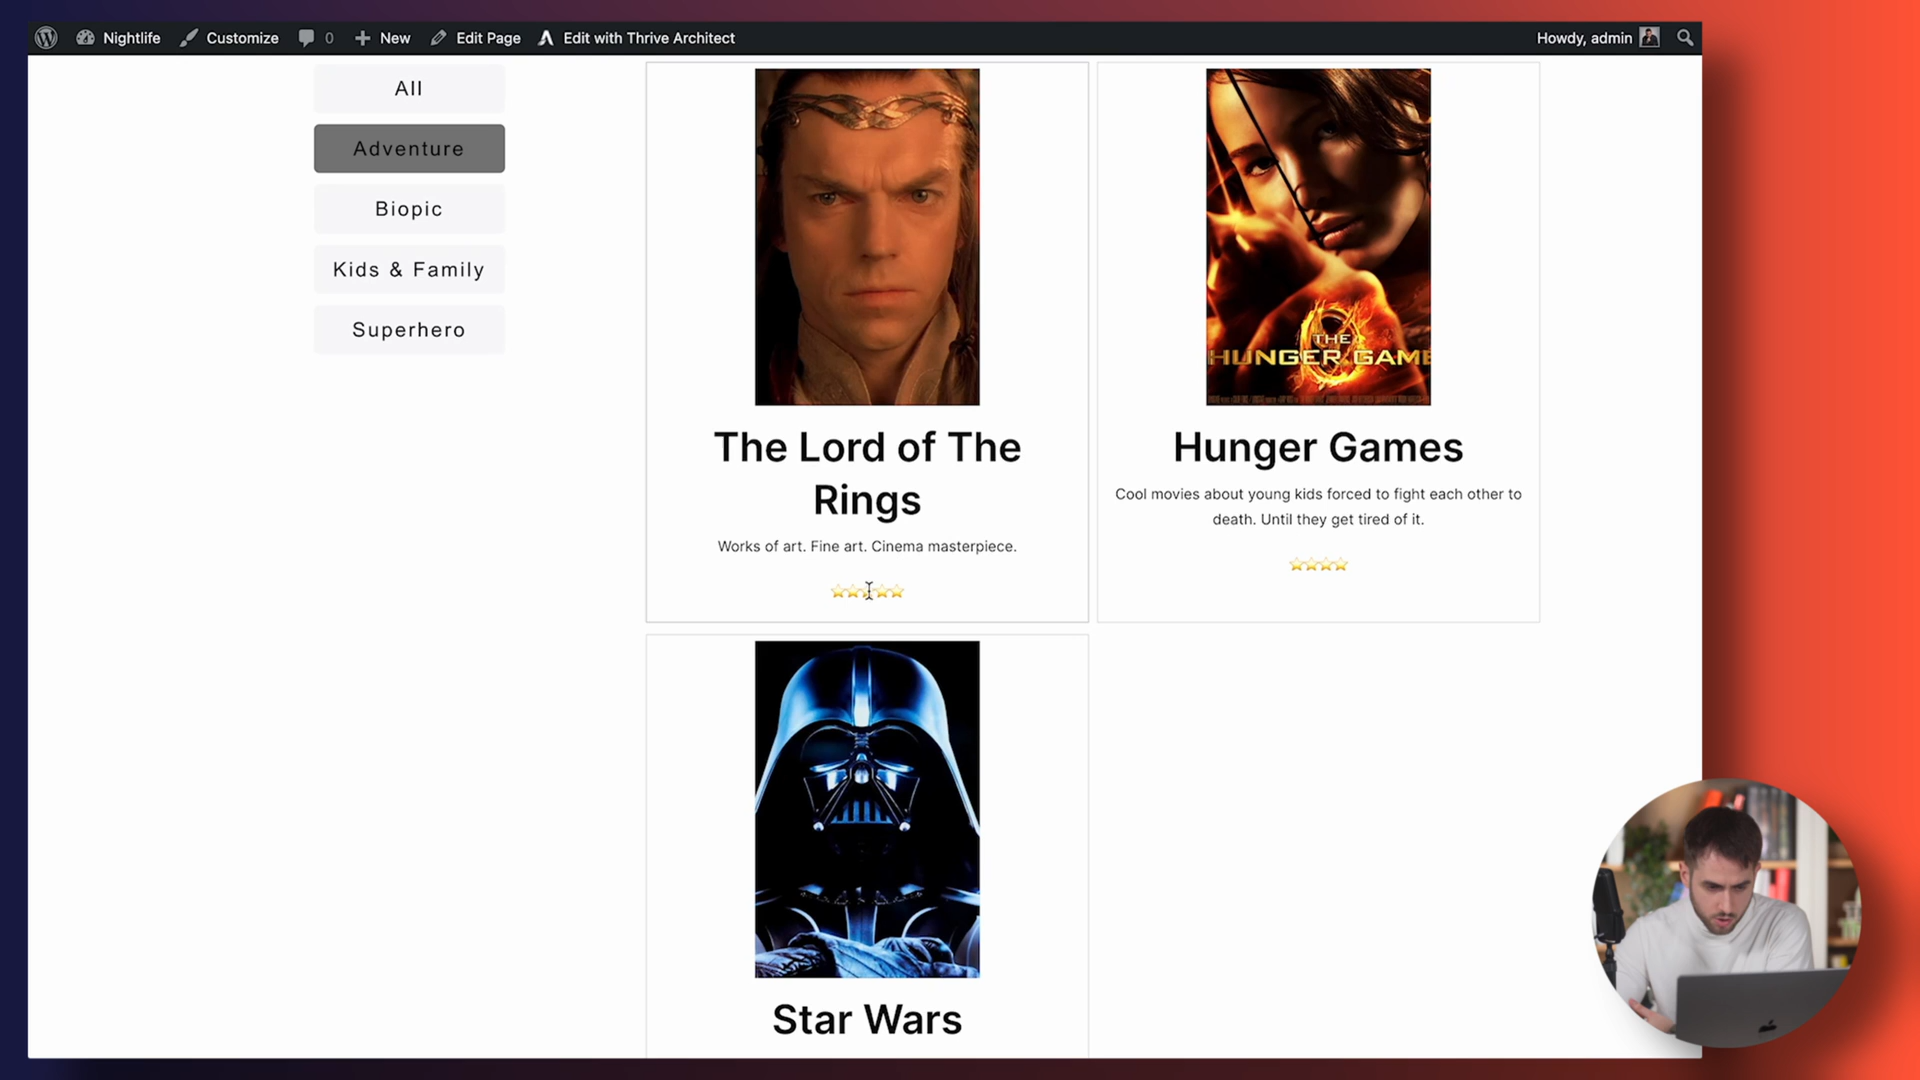 Nightlife
Customize
0
New
Edit Page
Edit with Thrive Architect
Howdy, admin
All
Adventure
Biopic
Kids & Family
Superhero
THE
HUNGER GAME
The Lord of The
Rings
Works of art. Fine art. Cinema masterpiece.
Hunger Games
Cool movies about young kids forced to fight each other to
death. Until they get tired of it.
Star Wars